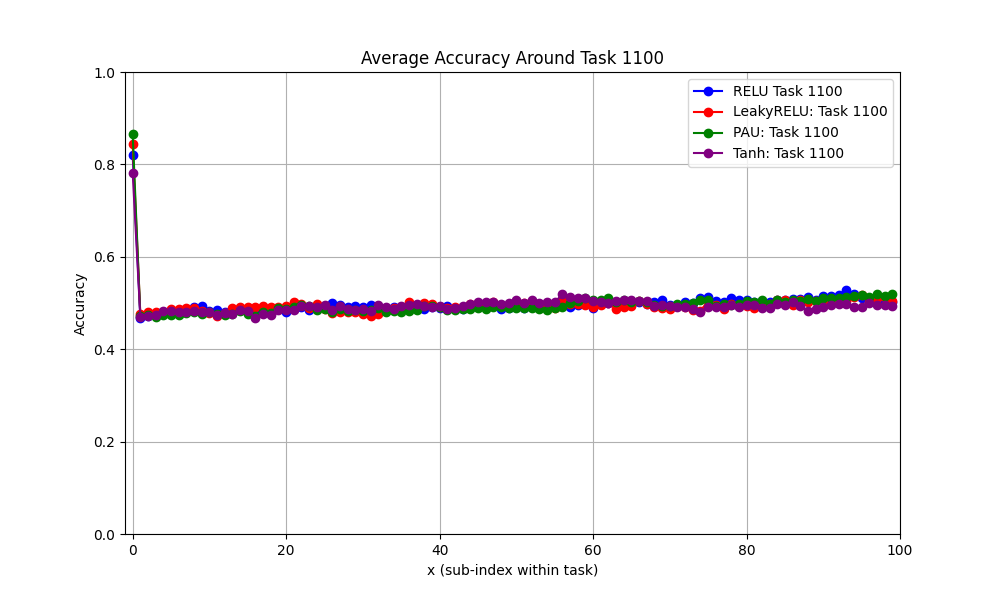 Average Accuracy Around Task 1100
RELU Task 1100
LeakyRELU: Task 1100
PAU: Task 1100
Tanh: Task 1100
Accuracy
1.0
0.8
0.6
0.4
0.2
0.0
0 20 40 60 80 100
x (sub-index within task)